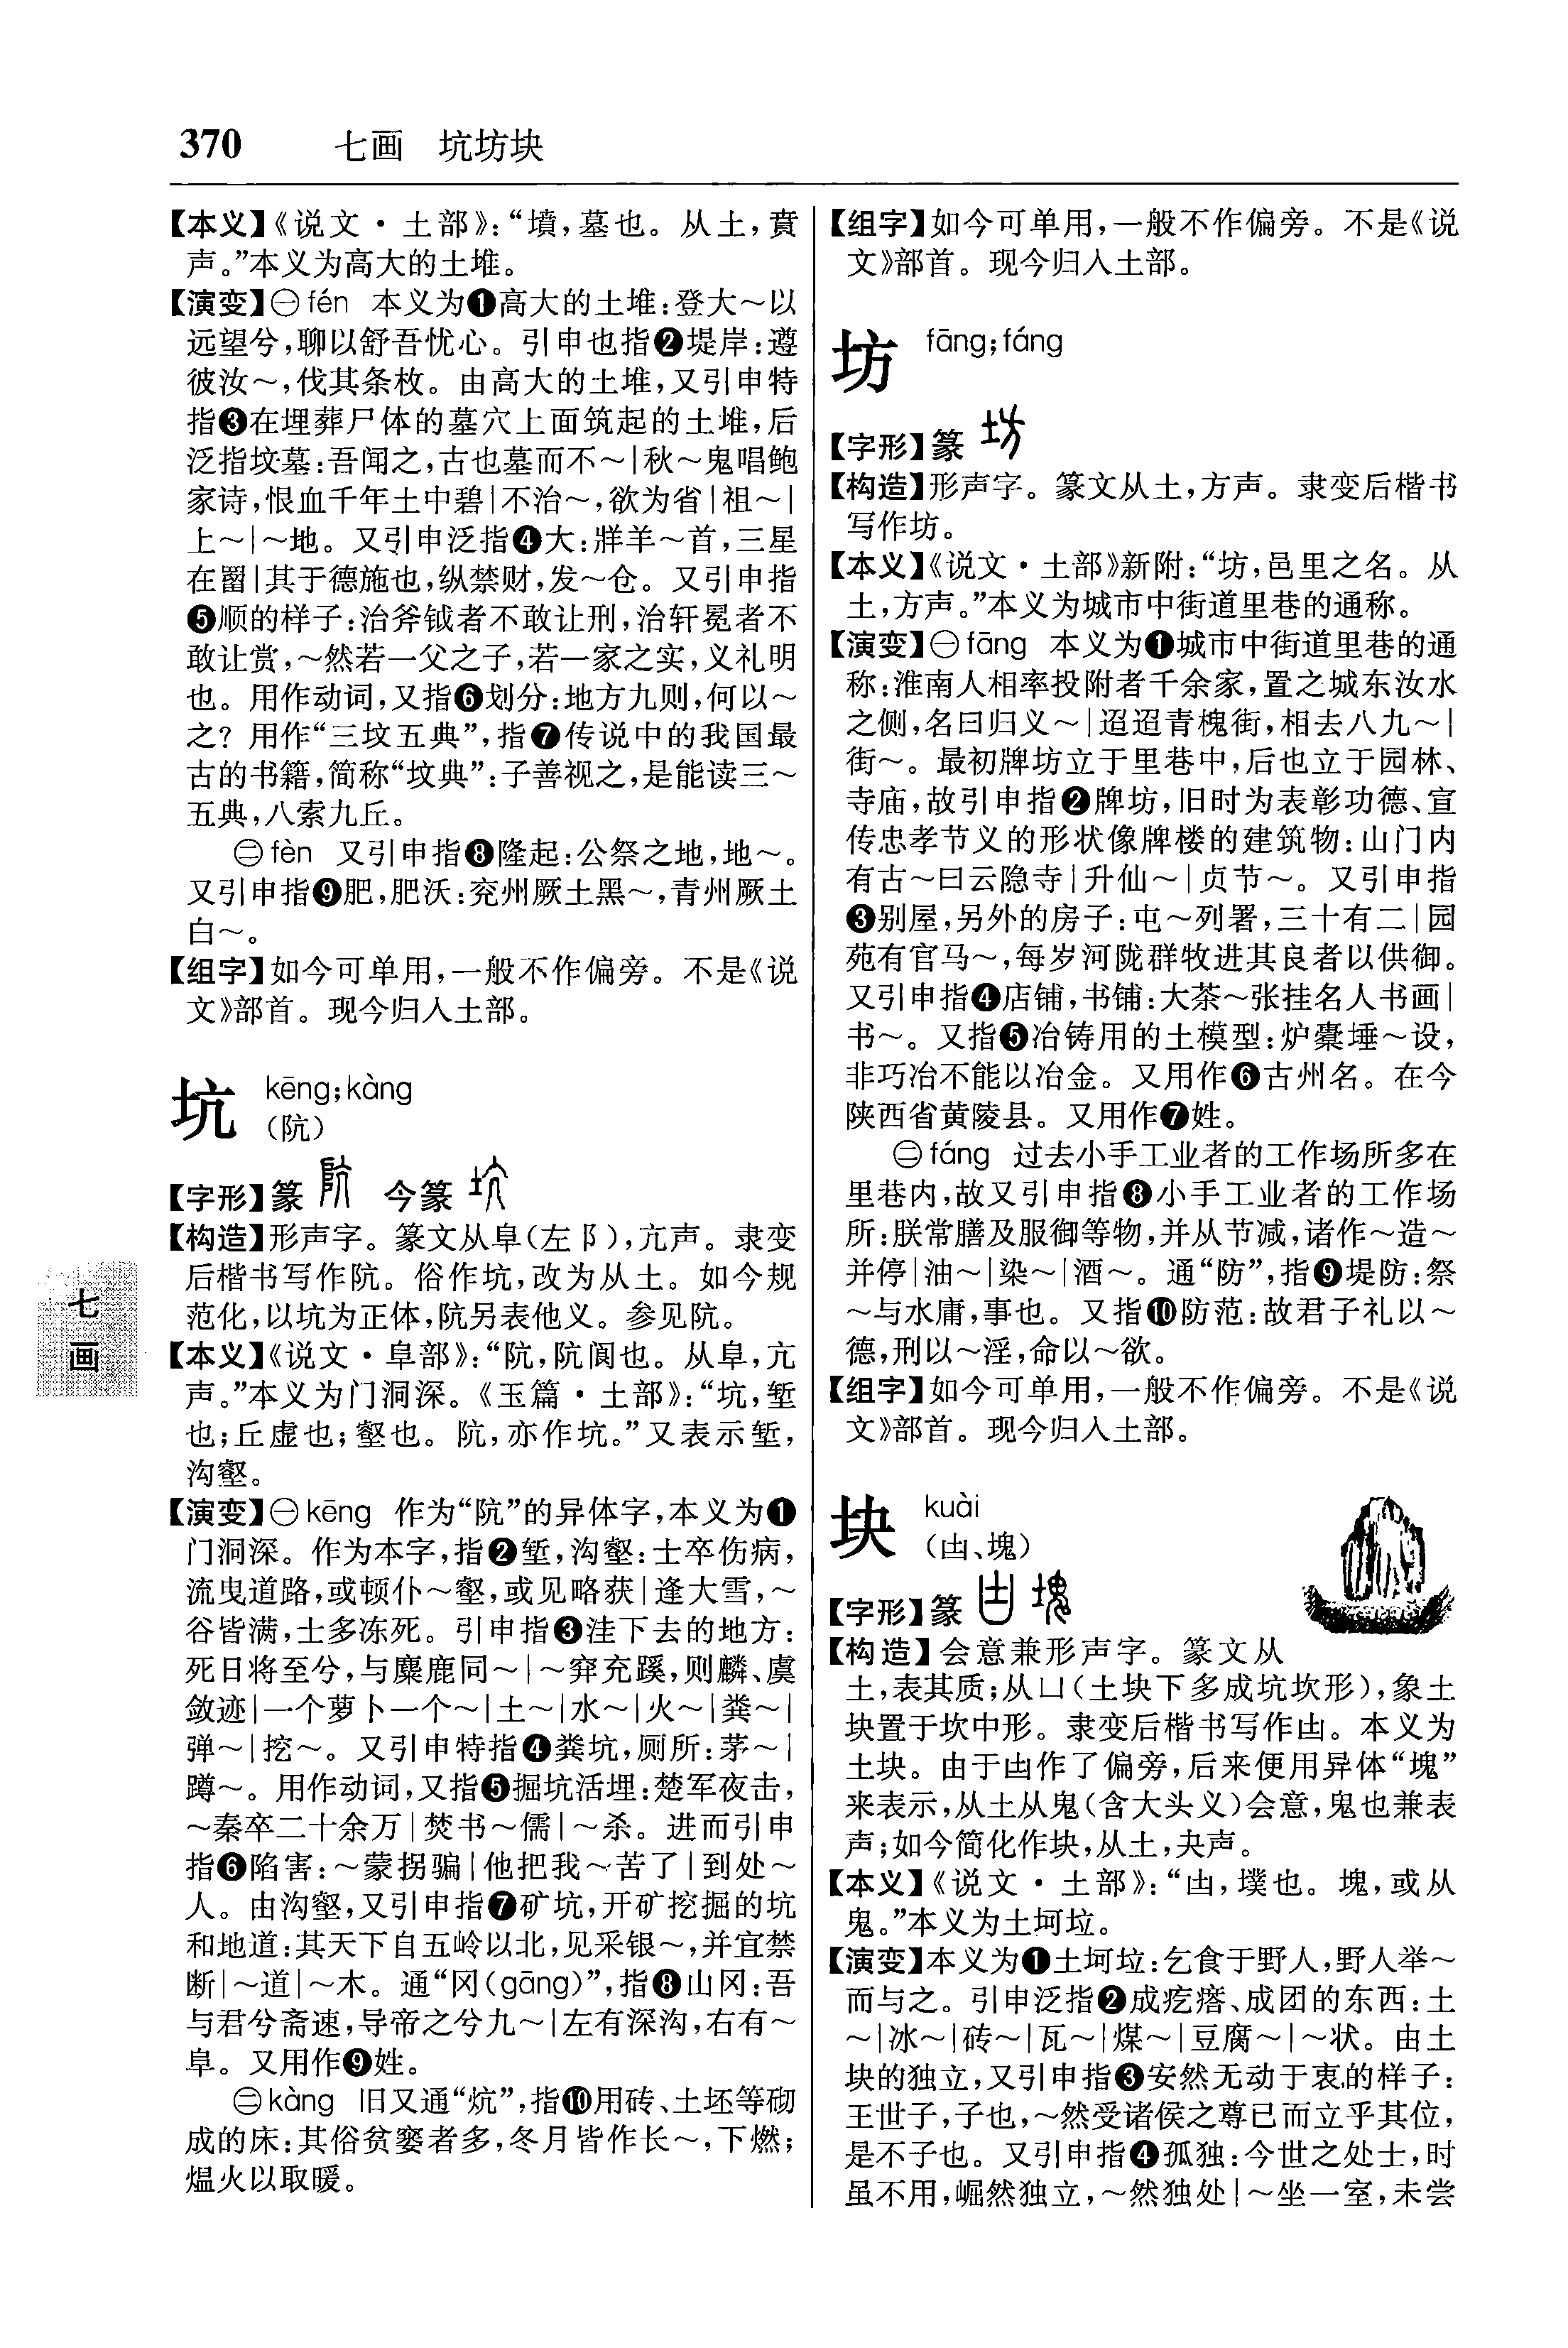 370 七画 坑坊块
【本义】《说文·土部》：“墳，墓也。从土，賁
声。”本义为高大的土堆。
【演变】㊀fén 本义为❶高大的土堆：登大～以
远望兮，聊以舒吾忧心。引申也指❷堤岸：遵
彼汝～，伐其条枚。由高大的土堆，又引申特
指❸在埋葬尸体的墓穴上面筑起的土堆，后
泛指坟墓：吾闻之，古也墓而不～|秋～鬼唱鲍
家诗，恨血千年土中碧|不治～，欲为省|祖～|
上～|～地。又引申泛指❹大：牂羊～首，三星
在罶|其于德施也，纵禁财，发～仓。又引申指
❺顺的样子：治斧钺者不敢让刑，治轩冕者不
敢让赏，～然若一父之子，若一家之实，义礼明
也。用作动词，又指❻划分：地方九则，何以～
之？用作“三坟五典”，指❼传说中的我国最
古的书籍，简称“坟典”：子善视之，是能读三～
五典，八索九丘。
㊁fèn 又引申指❽隆起：公祭之地，地～。
又引申指❾肥，肥沃：兖州厥土黑～，青州厥土
白～。
【组字】如今可单用，一般不作偏旁。不是《说
文》部首。现今归入土部。
坑 kēng；kàng
（阬）
【字形】篆 阬 今篆 坑
【构造】形声字。篆文从阜（左阝），亢声。隶变
后楷书写作阬。俗作坑，改为从土。如今规
范化，以坑为正体，阬另表他义。参见阬。
【本义】《说文·阜部》：“阬，阬阆也。从阜，亢
声。”本义为门洞深。《玉篇·土部》：“坑，堑
也；丘虚也；壑也。阬，亦作坑。”又表示堑，
沟壑。
【演变】㊀kēng 作为“阬”的异体字，本义为❶
门洞深。作为本字，指❷堑，沟壑：士卒伤病，
流曳道路，或顿仆～壑，或见略获|逢大雪，～
谷皆满，士多冻死。引申指❸洼下去的地方：
死日将至兮，与麋鹿同～|～穽充蹊，则麟、虞
敛迹|一个萝卜一个～|土～|水～|火～|粪～|
弹～|挖～。又引申特指❹粪坑，厕所：茅～|
蹲～。用作动词，又指❺掘坑活埋：楚军夜击，
～秦卒二十余万|焚书～儒|～杀。进而引申
指❻陷害：～蒙拐骗|他把我～苦了|到处～
人。由沟壑，又引申指❼矿坑，开矿挖掘的坑
和地道：其天下自五岭以北，见采银～，并宜禁
断|～道|～木。通“冈（gāng）”，指❽山冈：吾
与君兮斋速，导帝之兮九～|左有深沟，右有～
阜。又用作❾姓。
㊁kàng 旧又通“炕”，指❿用砖、土坯等砌
成的床：其俗贫窭者多，冬月皆作长～，下燃；
煴火以取暖。
【组字】如今可单用，一般不作偏旁。不是《说
文》部首。现今归入土部。
坊 fāng；fáng
【字形】篆 坊
【构造】形声字。篆文从土，方声。隶变后楷书
写作坊。
【本义】《说文·土部》新附：“坊，邑里之名。从
土，方声。”本义为城市中街道里巷的通称。
【演变】㊀fāng 本义为❶城市中街道里巷的通
称：淮南人相率投附者千余家，置之城东汝水
之侧，名曰归义～|迢迢青槐街，相去八九～|
街～。最初牌坊立于里巷中，后也立于园林、
寺庙，故引申指❷牌坊，旧时为表彰功德、宣
传忠孝节义的形状像牌楼的建筑物：山门内
有古～曰云隐寺|升仙～|贞节～。又引申指
❸别屋，另外的房子：屯～列署，三十有二|园
苑有官马～，每岁河陇群牧进其良者以供御。
又引申指❹店铺，书铺：大茶～张挂名人书画|
书～。又指❺冶铸用的土模型：炉橐埵～设，
非巧冶不能以冶金。又用作❻古州名。在今
陕西省黄陵县。又用作❼姓。
㊁fáng 过去小手工业者的工作场所多在
里巷内，故又引申指❽小手工业者的工作场
所：朕常膳及服御等物，并从节减，诸作～造～
并停|油～|染～|酒～。通“防”，指❾堤防：祭
～与水庸，事也。又指❿防范：故君子礼以～
德，刑以～淫，命以～欲。
【组字】如今可单用，一般不作偏旁。不是《说
文》部首。现今归入土部。
块 kuài
（凷、塊）
【字形】篆 凷 塊
【构造】会意兼形声字。篆文从
土，表其质；从凵（土块下多成坑坎形），象土
块置于坎中形。隶变后楷书写作凷。本义为
土块。由于凷作了偏旁，后来便用异体“塊”
来表示，从土从鬼（含大头义）会意，鬼也兼表
声；如今简化作块，从土，夬声。
【本义】《说文·土部》：“凷，墣也。塊，或从
鬼。”本义为土坷垃。
【演变】本义为❶土坷垃：乞食于野人，野人举～
而与之。引申泛指❷成疙瘩、成团的东西：土
～|冰～|砖～|瓦～|煤～|豆腐～|～状。由土
块的独立，又引申指❸安然无动于衷的样子：
王世子，子也，～然受诸侯之尊已而立乎其位，
是不子也。又引申指❹孤独：今世之处士，时
虽不用，崛然独立，～然独处|～坐一室，未尝
七
画